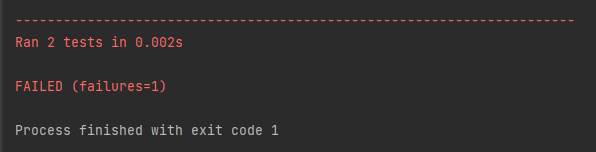 ----------------------------------------------------------------------
Ran 2 tests in 0.002s
FAILED (failures=1)
Process finished with exit code 1